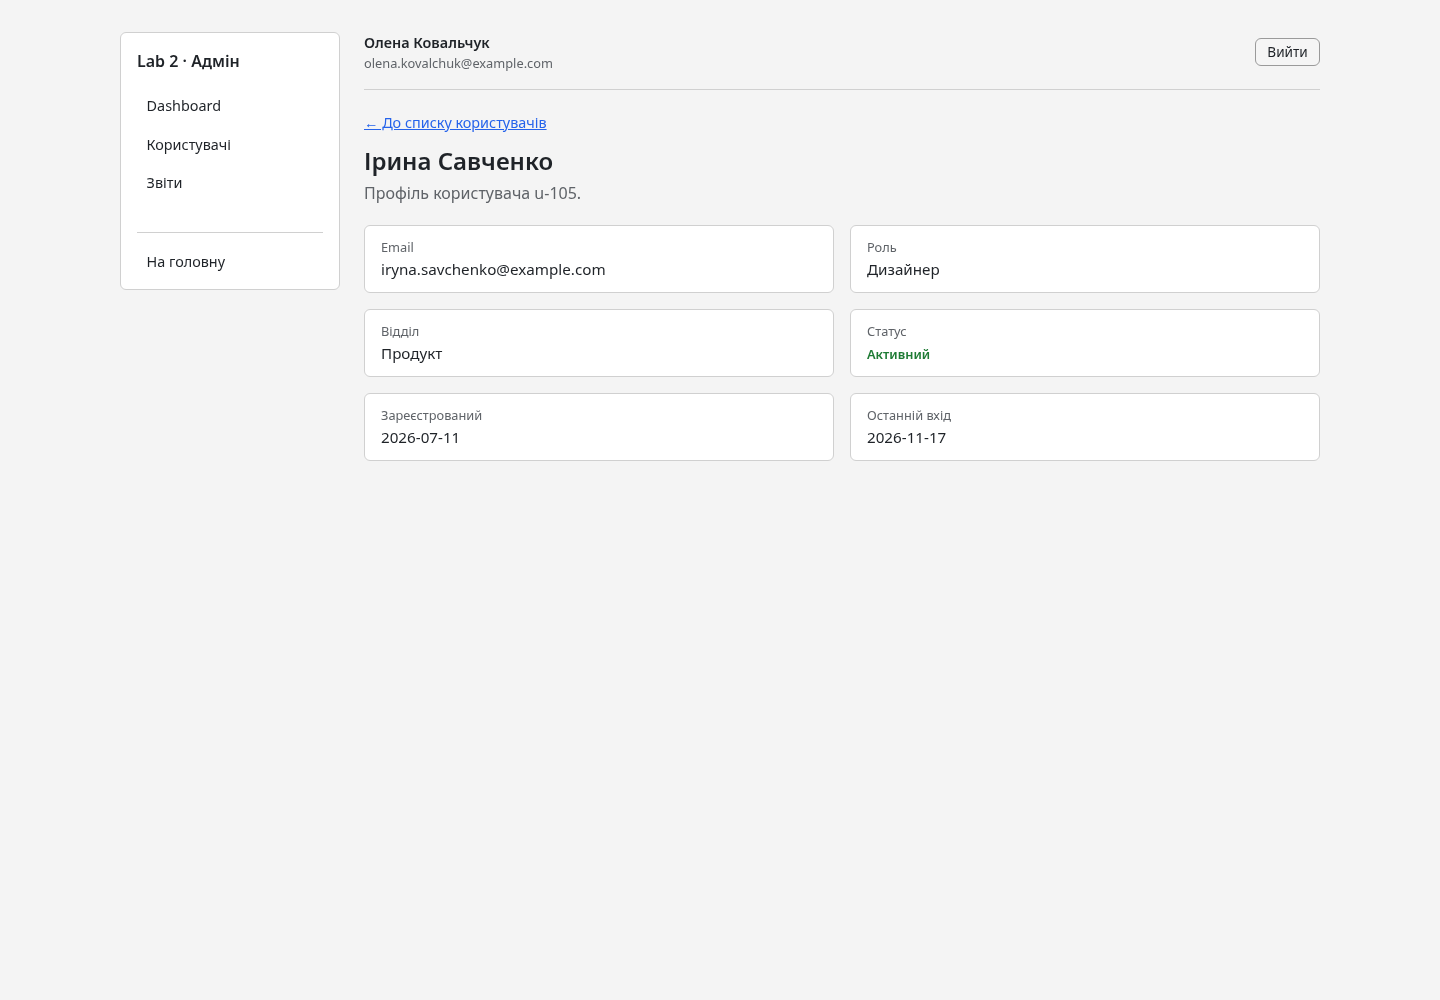 Lab 2 · Адмін
Dashboard
Користувачі
Звіти
На головну
Олена Ковальчук
olena.kovalchuk@example.com
Вийти
← До списку користувачів
Ірина Савченко
Профіль користувача u-105.
Email
iryna.savchenko@example.com
Роль
Дизайнер
Відділ
Продукт
Статус
Активний
Зареєстрований
2026-07-11
Останній вхід
2026-11-17